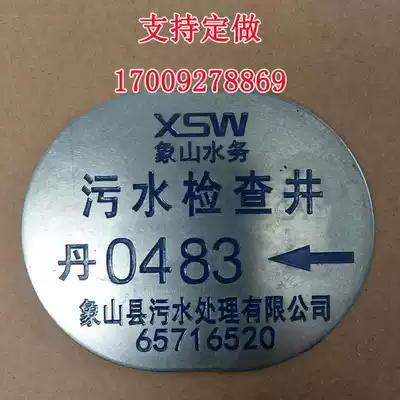 支持定做
17009278869
XSW
象山水务
污水检查井
丹0483
象山县污水处理有限公司
65716520